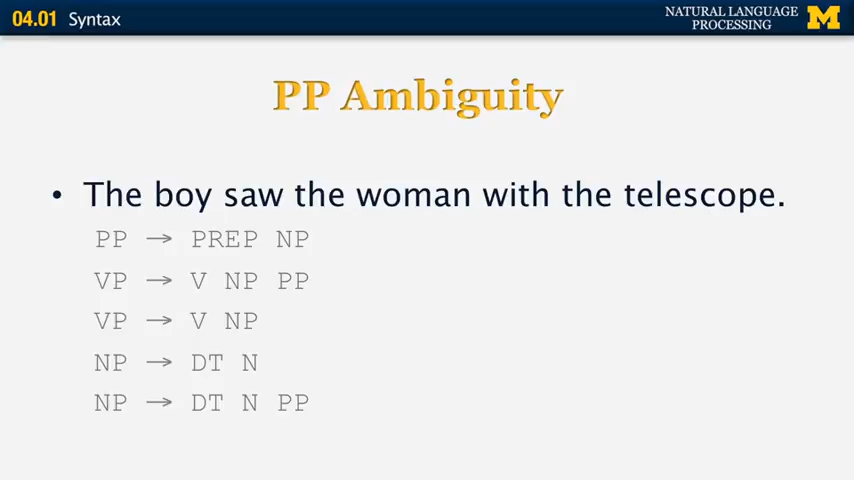 04.01 Syntax
NATURAL LANGUAGE
PROCESSING
M
PP Ambiguity
• The boy saw the woman with the telescope.
PP → PREP NP
VP → V NP PP
VP → V NP
NP → DT N
NP → DT N PP